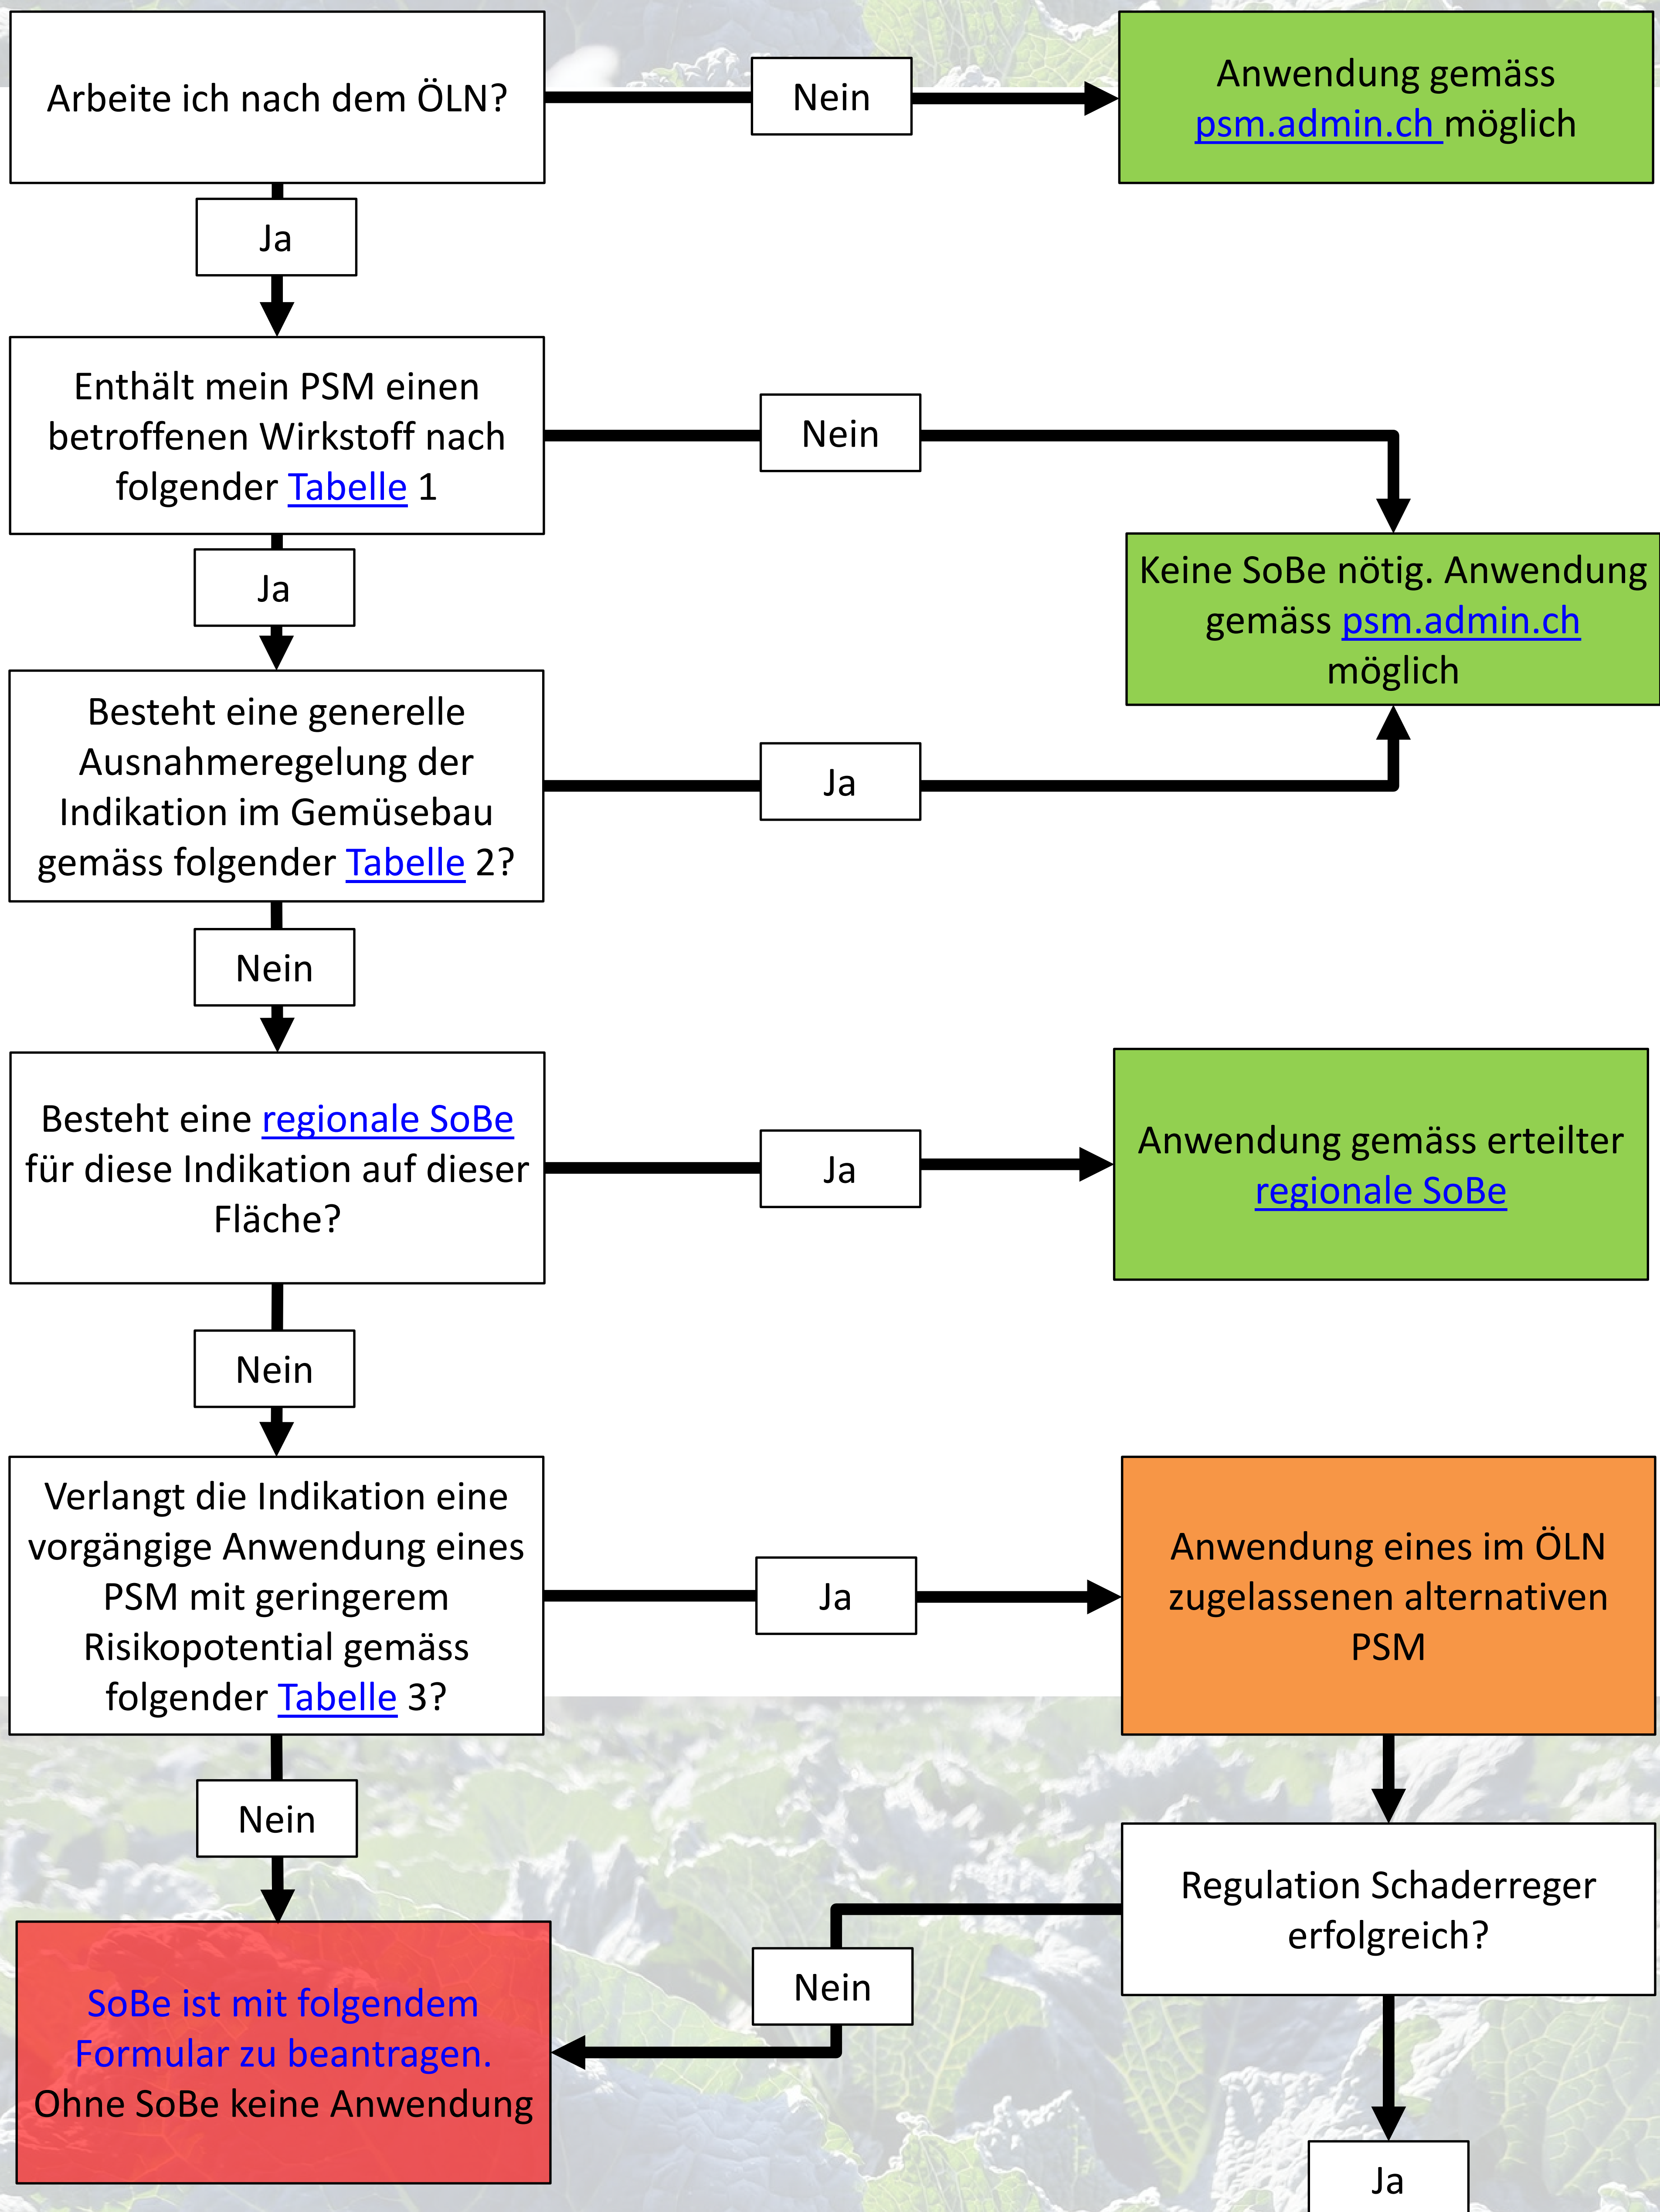 Arbeite ich nach dem ÖLN?
Nein
Anwendung gemäss
psm.admin.ch möglich
Ja
Enthält mein PSM einen
betroffenen Wirkstoff nach
folgender Tabelle 1
Nein
Keine SoBe nötig. Anwendung
gemäss psm.admin.ch
möglich
Ja
Besteht eine generelle
Ausnahmeregelung der
Indikation im Gemüsebau
gemäss folgender Tabelle 2?
Ja
Nein
Besteht eine regionale SoBe
für diese Indikation auf dieser
Fläche?
Ja
Anwendung gemäss erteilter
regionale SoBe
Nein
Verlangt die Indikation eine
vorgängige Anwendung eines
PSM mit geringerem
Risikopotential gemäss
folgender Tabelle 3?
Ja
Anwendung eines im ÖLN
zugelassenen alternativen
PSM
Nein
Regulation Schaderreger
erfolgreich?
Nein
SoBe ist mit folgendem
Formular zu beantragen.
Ohne SoBe keine Anwendung
Ja